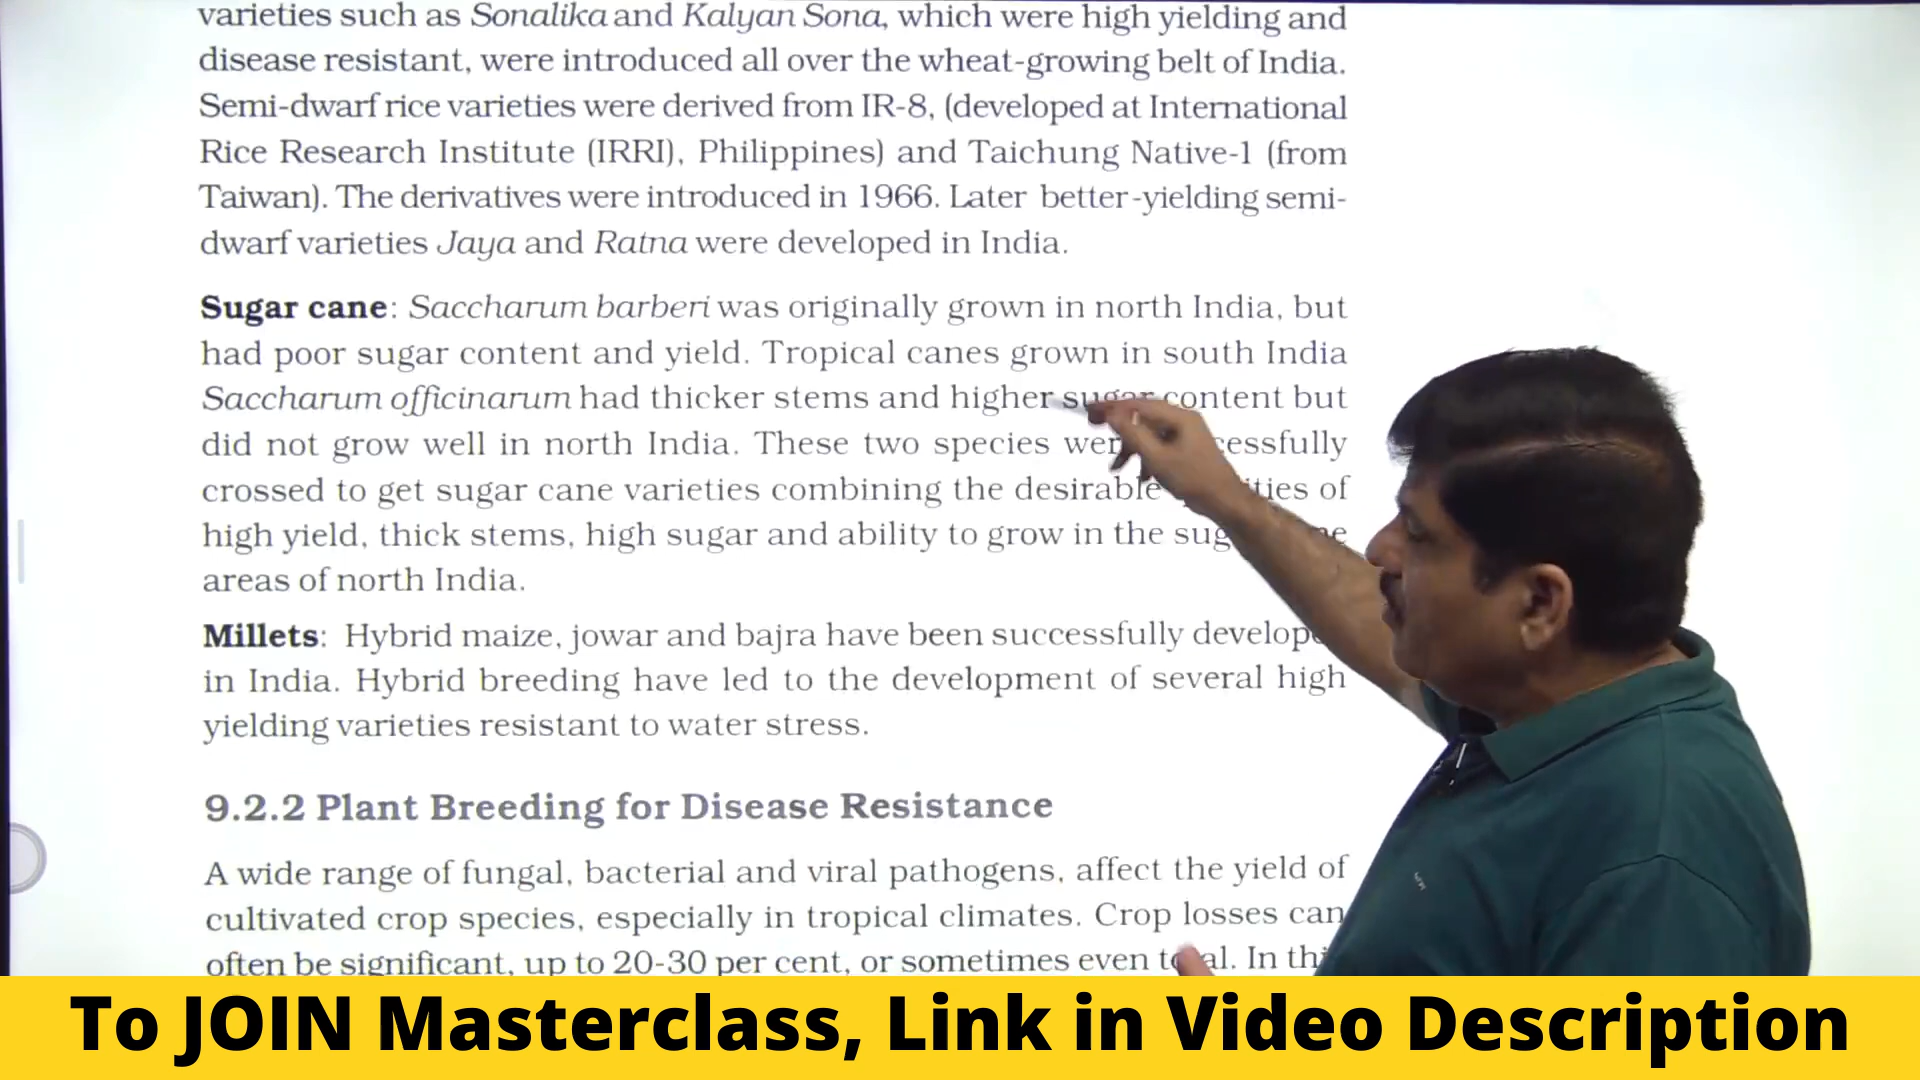 varieties such as Sonalika and Kalyan Sona, which were high yielding and
disease resistant, were introduced all over the wheat-growing belt of India.
Semi-dwarf rice varieties were derived from IR-8, (developed at International
Rice Research Institute (IRRI), Philippines) and Taichung Native-1 (from
Taiwan). The derivatives were introduced in 1966. Later better-yielding semi-
dwarf varieties Jaya and Ratna were developed in India.
Sugar cane: Saccharum barberi was originally grown in north India, but
had poor sugar content and yield. Tropical canes grown in south India
Saccharum officinarum had thicker stems and higher sugar content but
did not grow well in north India. These two species
crossed to get sugar cane varieties combining the desirable of
high yield, thick stems, high sugar and ability to grow in the
areas of north India.
Millets: Hybrid maize, jowar and bajra have been successfully
in India. Hybrid breeding have led to the development of several high
yielding varieties resistant to water stress.
9.2.2 Plant Breeding for Disease Resistance
A wide range of fungal, bacterial and viral pathogens, affect the yield of
cultivated crop species, especially in tropical climates. Crop losses can
often be significant, up to 20-30 per cent, or sometimes even In
To JOIN Masterclass, Link in Video Description